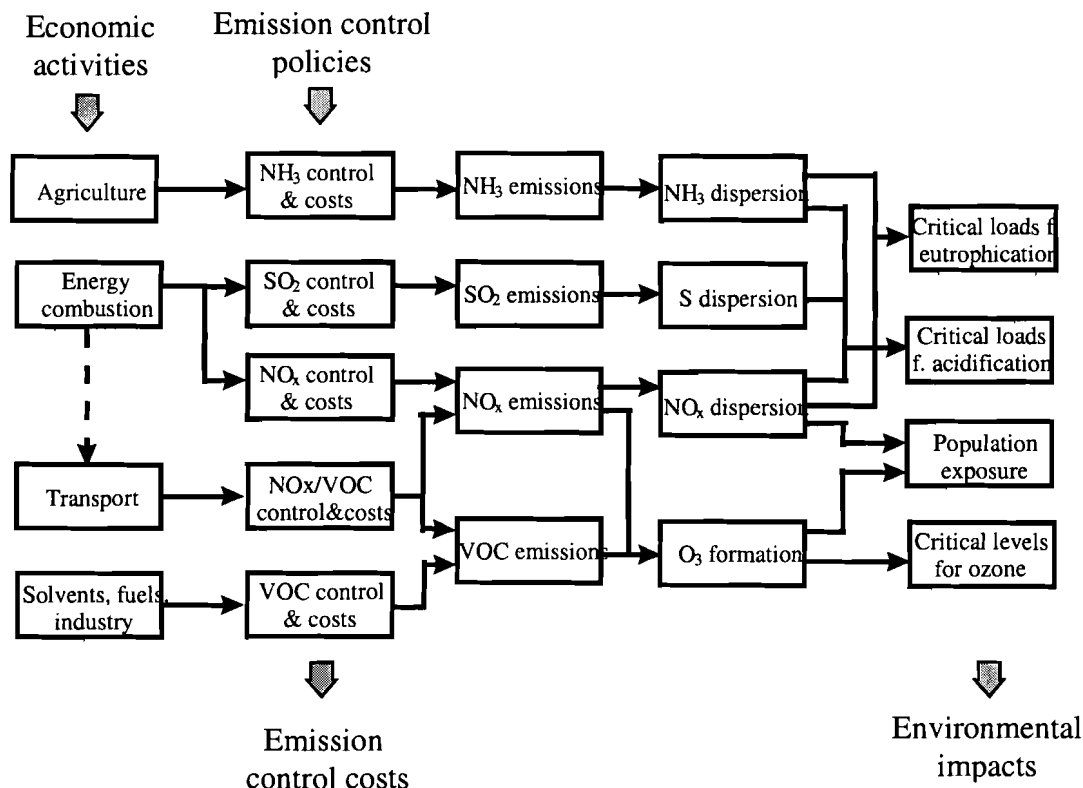 Economic
activities
Emission control
policies
Agriculture
NH₃ control
& costs
NH₃ emissions
NH₃ dispersion
Critical loads f
eutrophication
Energy
combustion
SO₂ control
& costs
SO₂ emissions
S dispersion
Critical loads
f. acidification
NOₓ control
& costs
NOₓ emissions
NOₓ dispersion
Population
exposure
Transport
NOx/VOC
control&costs
VOC emissions
O₃ formation
Critical levels
for ozone
Solvents, fuels,
industry
VOC control
& costs
Emission
control costs
Environmental
impacts